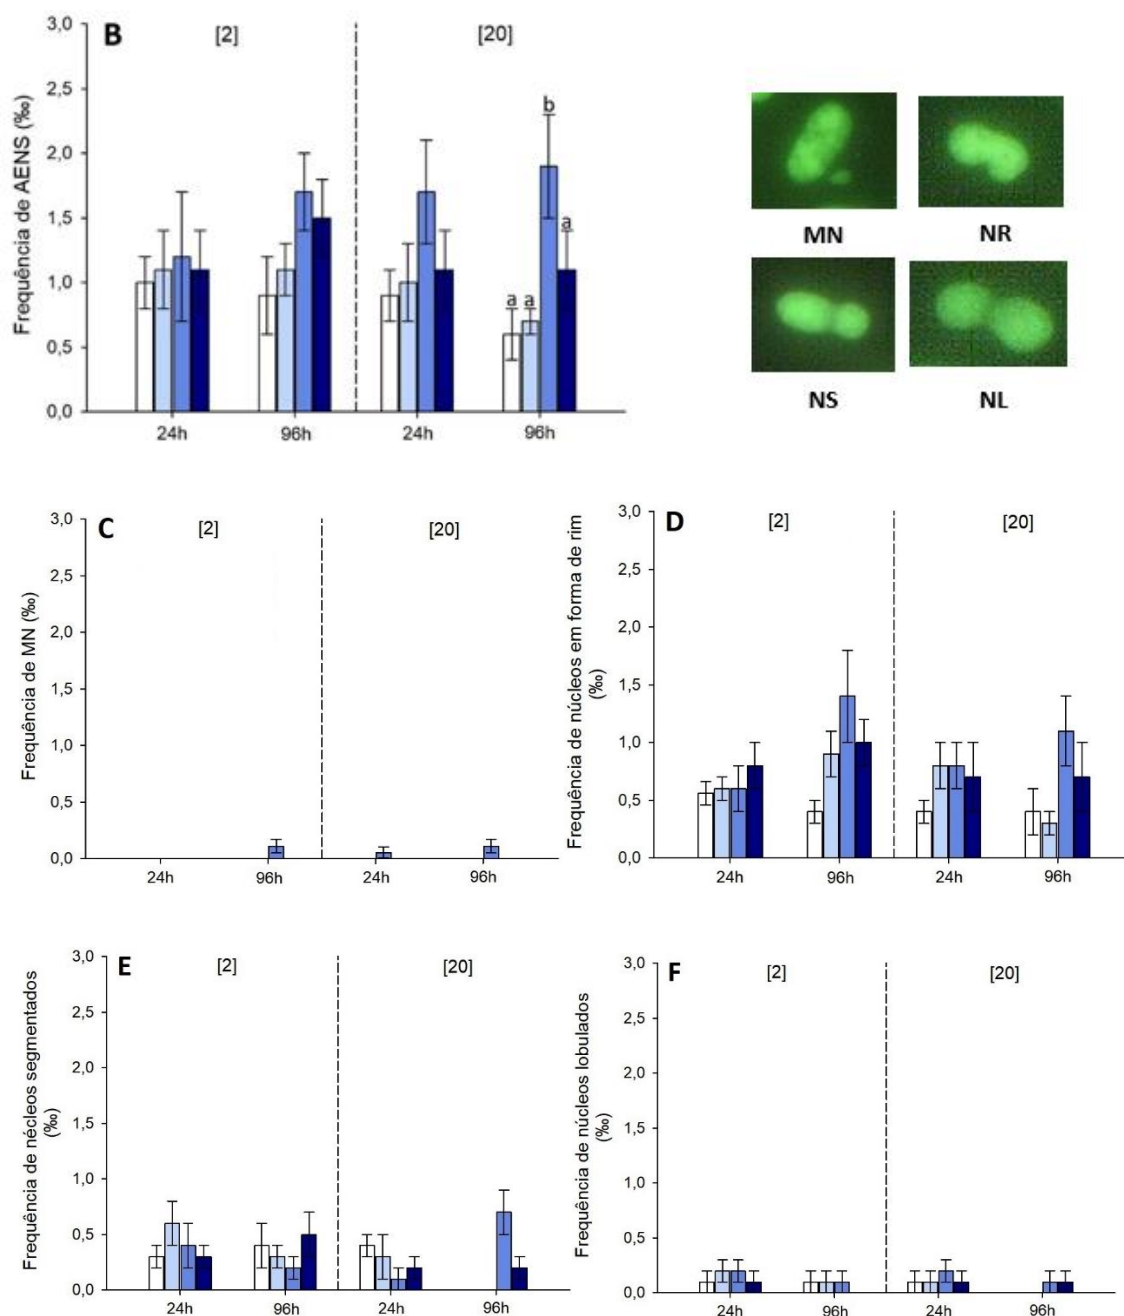 B
[2]
[20]
Frequência de AENS (‰)
3,0
2,5
2,0
1,5
1,0
0,5
0,0
a
a
b
a
24h
96h
24h
96h
MN
NR
NS
NL
C
[2]
[20]
Frequência de MN (‰)
3,0
2,5
2,0
1,5
1,0
0,5
0,0
24h
96h
24h
96h
D
[2]
[20]
Frequência de núcleos em forma de rim
(‰)
3,0
2,5
2,0
1,5
1,0
0,5
0,0
24h
96h
24h
96h
E
[2]
[20]
Frequência de nécleos segmentados
(‰)
3,0
2,5
2,0
1,5
1,0
0,5
0,0
24h
96h
24h
96h
F
[2]
[20]
Frequência de núcleos lobulados
(‰)
3,0
2,5
2,0
1,5
1,0
0,5
0,0
24h
96h
24h
96h